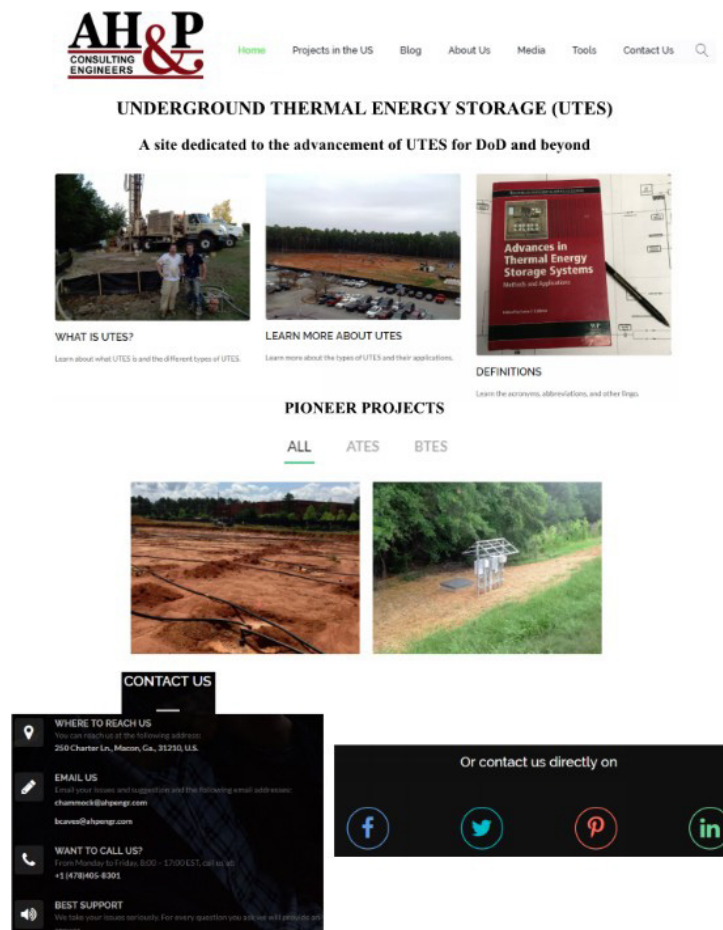 AH&P
CONSULTING
ENGINEERS
Home Projects in the US Blog About Us Media Tools Contact Us
UNDERGROUND THERMAL ENERGY STORAGE (UTES)
A site dedicated to the advancement of UTES for DoD and beyond
Advances in
Thermal Energy
Storage Systems
Methods and Applications
WHAT IS UTES?
Learn about what UTES is and the different types of UTES.
LEARN MORE ABOUT UTES
Learn more about the types of UTES and their applications.
DEFINITIONS
Learn the acronyms, abbreviations, and other lingo.
PIONEER PROJECTS
ALL ATES BTES
CONTACT US
WHERE TO REACH US
You can reach us at the following address:
250 Charter Ln., Macon, Ga., 31210, U.S.
EMAIL US
Email your issues and suggestion and the following email addresses:
chammock@ahpengr.com
bcaves@ahpengr.com
WANT TO CALL US?
From Monday to Friday, 8:00 – 17:00 EST, call us at:
+1 (478)405-8301
BEST SUPPORT
We take your issues seriously. For every question you ask we will provide an
Or contact us directly on